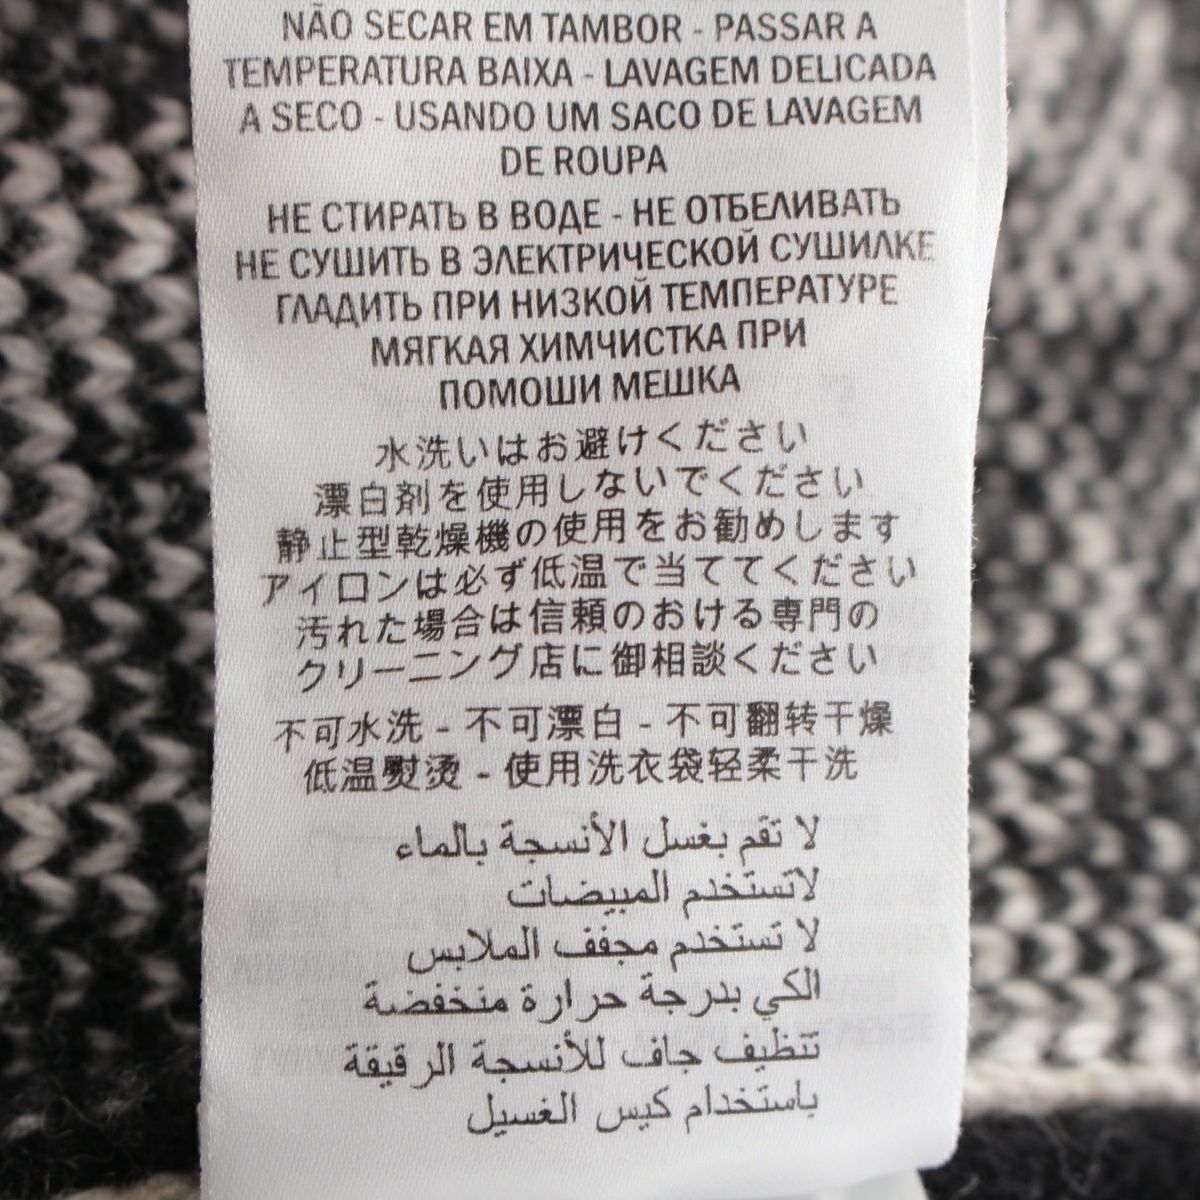 NÃO SECAR EM TAMBOR - PASSAR A
TEMPERATURA BAIXA - LAVAGEM DELICADA
A SECO - USANDO UM SACO DE LAVAGEM
DE ROUPA
НЕ СТИРАТЬ В ВОДЕ - НЕ ОТБЕЛИВАТЬ
НЕ СУШИТЬ В ЭЛЕКТРИЧЕСКОЙ СУШИЛКЕ
ГЛАДИТЬ ПРИ НИЗКОЙ ТЕМПЕРАТУРЕ
МЯГКАЯ ХИМЧИСТКА ПРИ
ПОМОШИ МЕШКА
水洗いはお避けください
漂白剤を使用しないでください
静止型乾燥機の使用をお勧めします
アイロンは必ず低温で当ててください
汚れた場合は信頼のおける専門の
クリーニング店に御相談ください
不可水洗 - 不可漂白 - 不可翻转干燥
低温熨烫 - 使用洗衣袋轻柔干洗
لا تقم بغسل الأنسجة بالماء
لاتستخدم المبيضات
لا تستخدم مجفف الملابس
الكي بدرجة حرارة منخفضة
تنظيف جاف للأنسجة الرقيقة
باستخدام كيس الغسيل